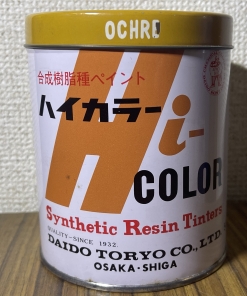 OCHRE
合成樹脂種ペイント
ハイカラー
Hi-
COLOR
Synthetic Resin Tinters
QUALITY-SINCE 1932.
DAIDO TORYO CO., LTD.
OSAKA·SHIGA